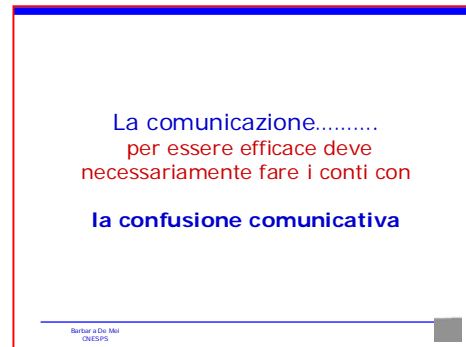 La comunicazione..........
per essere efficace deve
necessariamente fare i conti con
la confusione comunicativa
Barbara De Mei
CNESPS